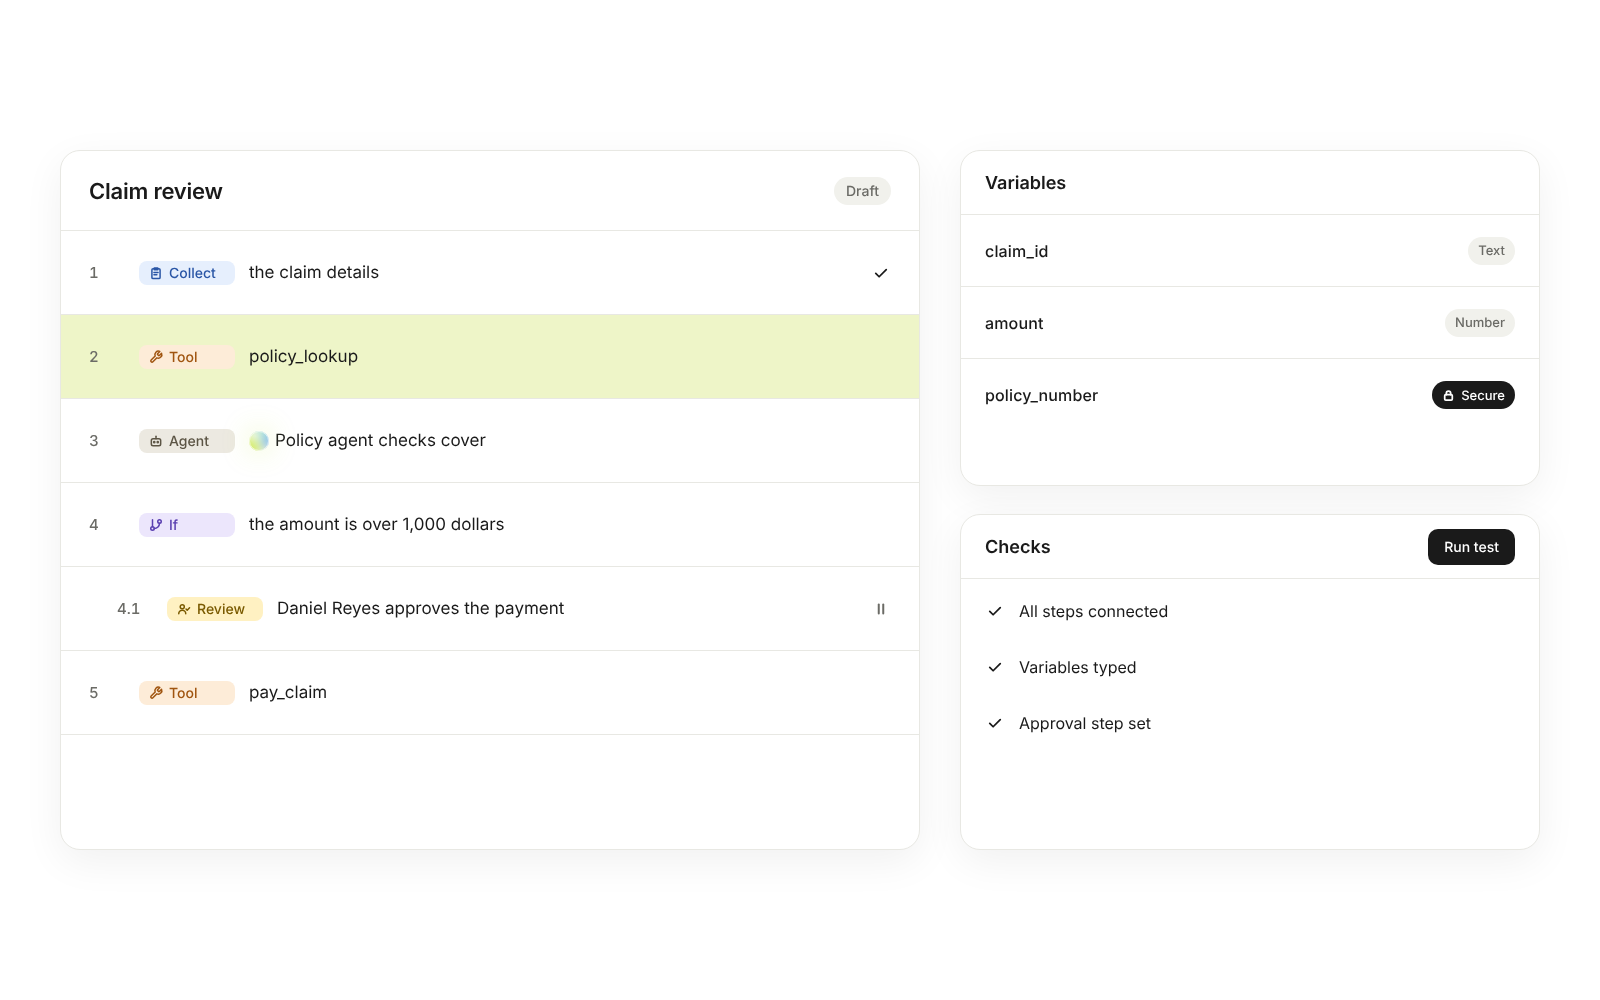 Claim review
Draft
1 Collect the claim details
2 Tool policy_lookup
3 Agent Policy agent checks cover
4 If the amount is over 1,000 dollars
4.1 Review Daniel Reyes approves the payment
5 Tool pay_claim
Variables
claim_id Text
amount Number
policy_number Secure
Checks
Run test
All steps connected
Variables typed
Approval step set